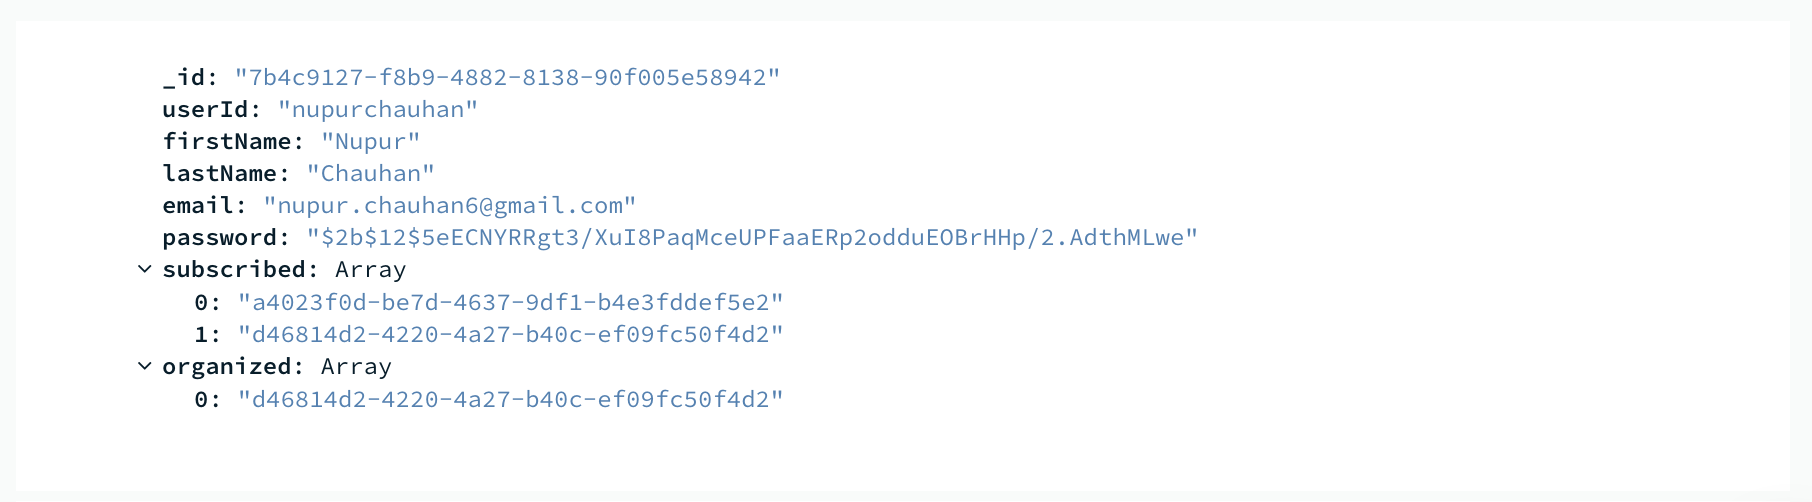 _id: "7b4c9127-f8b9-4882-8138-90f005e58942"
userId: "nupurchauhan"
firstName: "Nupur"
lastName: "Chauhan"
email: "nupur.chauhan6@gmail.com"
password: "$2b$12$5eECNYRRgt3/XuI8PaqMceUPFaaERp2odduEOBrHHp/2.AdthMLwe"
subscribed: Array
0: "a4023f0d-be7d-4637-9df1-b4e3fddef5e2"
1: "d46814d2-4220-4a27-b40c-ef09fc50f4d2"
organized: Array
0: "d46814d2-4220-4a27-b40c-ef09fc50f4d2"